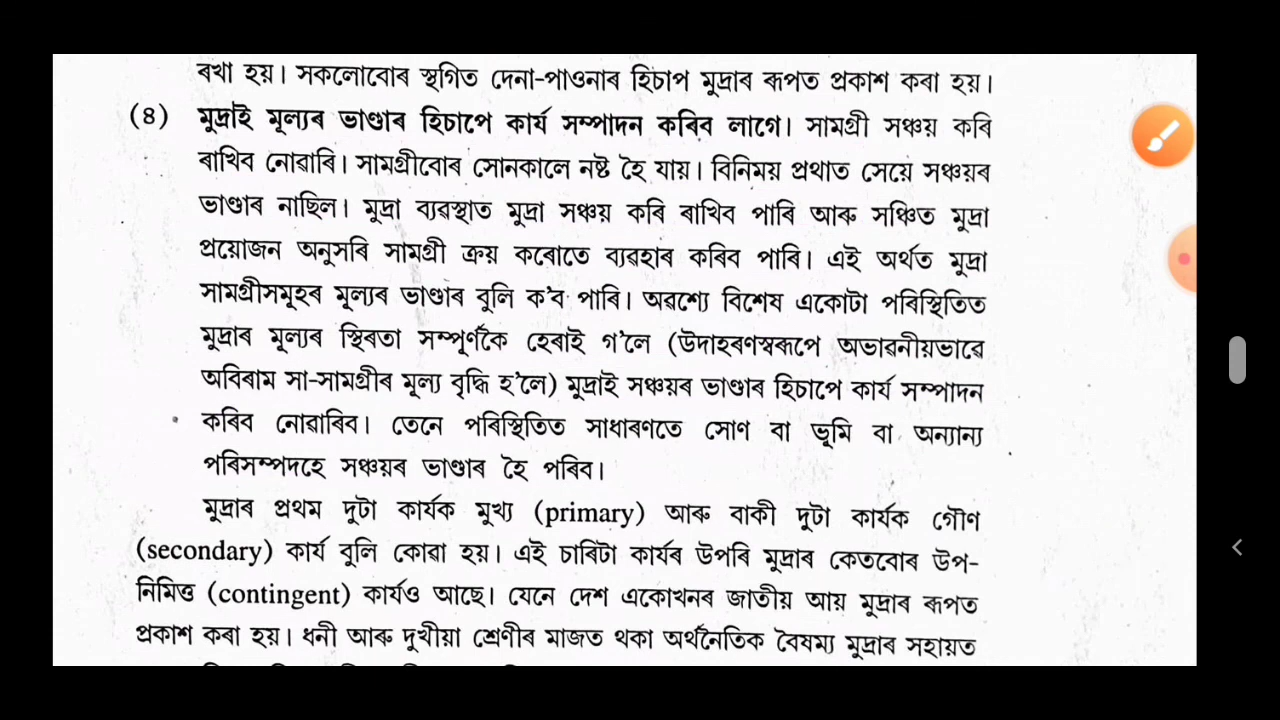 ৰখা হয়। সকলোবোৰ স্থগিত দেনা-পাওনাৰ হিচাপ মুদ্ৰাৰ ৰূপত প্ৰকাশ কৰা হয়।
(৪) মুদ্ৰাই মূল্যৰ ভাণ্ডাৰ হিচাপে কাৰ্য সম্পাদন কৰিব লাগে। সামগ্ৰী সঞ্চয় কৰি
ৰাখিব নোৱাৰি। সামগ্ৰীবোৰ সোনকালে নষ্ট হৈ যায়। বিনিময় প্ৰথাত সেয়ে সঞ্চয়ৰ
ভাণ্ডাৰ নাছিল। মুদ্ৰা ব্যৱস্থাত মুদ্ৰা সঞ্চয় কৰি ৰাখিব পাৰি আৰু সঞ্চিত মুদ্ৰা
প্ৰয়োজন অনুসৰি সামগ্ৰী ক্ৰয় কৰোতে ব্যৱহাৰ কৰিব পাৰি। এই অৰ্থত মুদ্ৰা
সামগ্ৰীসমূহৰ মূল্যৰ ভাণ্ডাৰ বুলি ক'ব পাৰি। অৱশ্যে বিশেষ একোটা পৰিস্থিতিত
মুদ্ৰাৰ মূল্যৰ স্থিৰতা সম্পূৰ্ণকৈ হেৰাই গ'লে (উদাহৰণস্বৰূপে অভাৱনীয়ভাৱে
অবিৰাম সা-সামগ্ৰীৰ মূল্য বৃদ্ধি হ'লে) মুদ্ৰাই সঞ্চয়ৰ ভাণ্ডাৰ হিচাপে কাৰ্য সম্পাদন
কৰিব নোৱাৰিব। তেনে পৰিস্থিতিত সাধাৰণতে সোণ বা ভূমি বা অন্যান্য
পৰিসম্পদহে সঞ্চয়ৰ ভাণ্ডাৰ হৈ পৰিব।
মুদ্ৰাৰ প্ৰথম দুটা কাৰ্যক মুখ্য (primary) আৰু বাকী দুটা কাৰ্যক গৌণ
(secondary) কাৰ্য বুলি কোৱা হয়। এই চাৰিটা কাৰ্যৰ উপৰি মুদ্ৰাৰ কেতবোৰ উপ-
নিমিত্ত (contingent) কাৰ্যও আছে। যেনে দেশ একোখনৰ জাতীয় আয় মুদ্ৰাৰ ৰূপত
প্ৰকাশ কৰা হয়। ধনী আৰু দুখীয়া শ্ৰেণীৰ মাজত থকা অৰ্থনৈতিক বৈষম্য মুদ্ৰাৰ সহায়ত